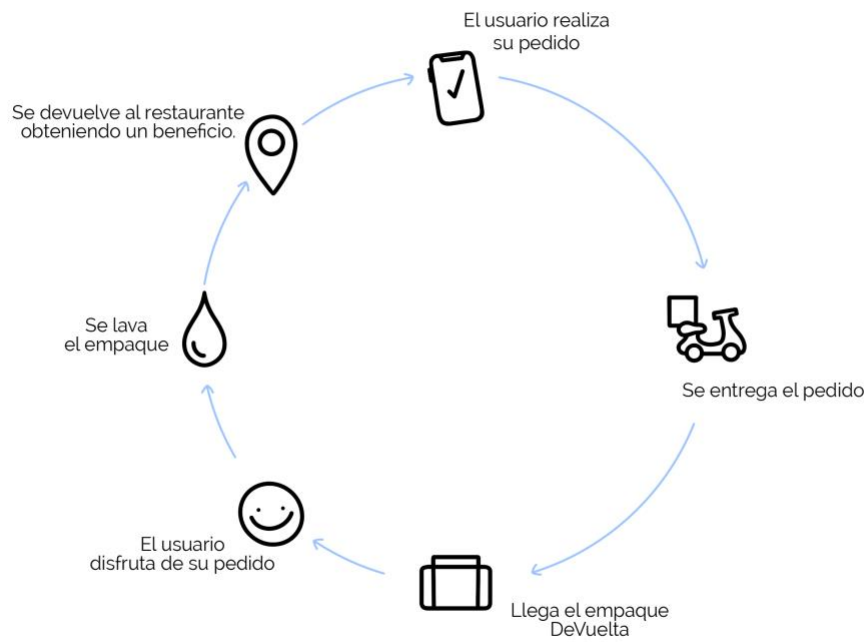 El usuario realiza
su pedido
Se entrega el pedido
Llega el empaque
DeVuelta
El usuario
disfruta de su pedido
Se lava
el empaque
Se devuelve al restaurante
obteniendo un beneficio.